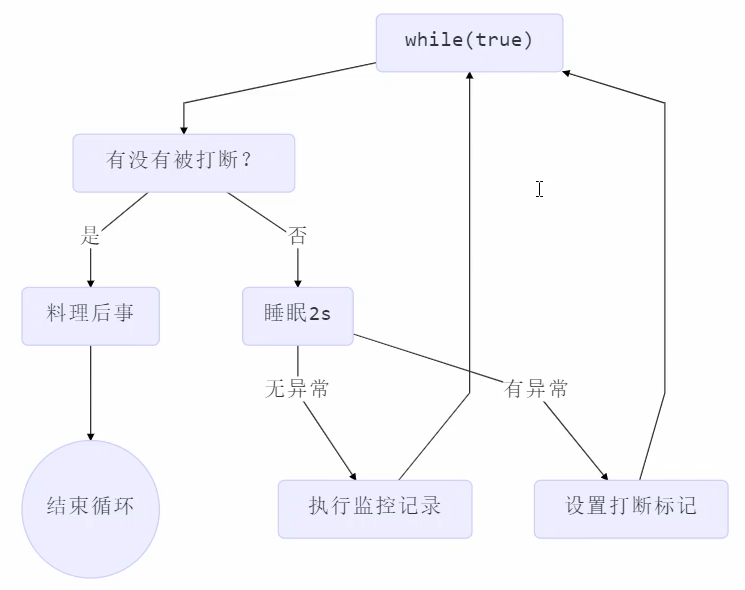 while(true)
有没有被打断？
是
否
料理后事
睡眠2s
无异常
有异常
结束循环
执行监控记录
设置打断标记